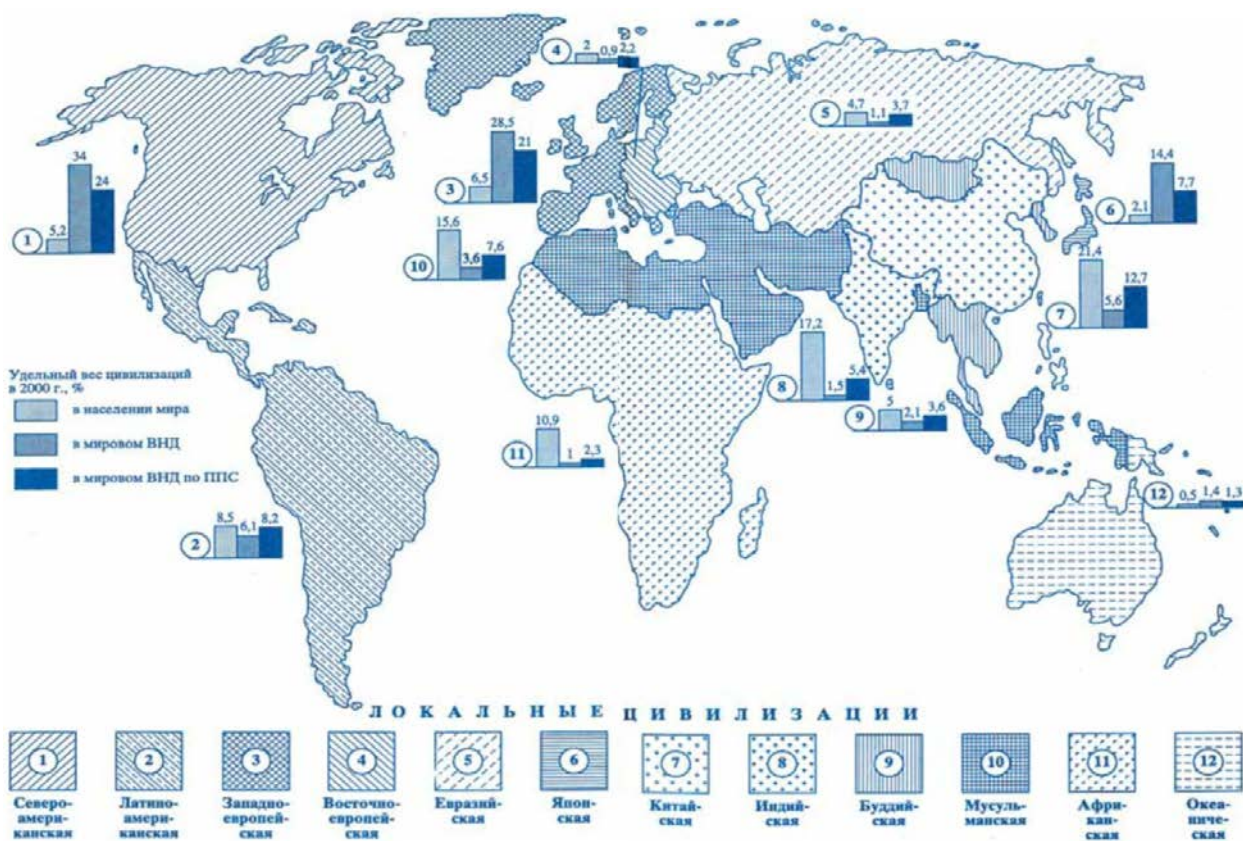 4
2
0,9
2,2
5
4,7
1,1
3,7
3
6,5
28,5
21
1
5,2
34
24
6
2,1
14,4
7,7
10
15,6
3,6
7,6
7
21,4
5,6
12,7
8
17,2
1,5
5,4
9
5
2,1
3,6
Удельный вес цивилизаций
в 2000 г., %
в населении мира
в мировом ВНД
в мировом ВНД по ППС
11
10,9
1
2,3
12
0,5
1,4
1,3
2
8,5
6,1
8,2
ЛОКАЛЬНЫЕ ЦИВИЛИЗАЦИИ
1
Северо-
амери-
канская
2
Латино-
амери-
канская
3
Западно-
европей-
ская
4
Восточно-
европей-
ская
5
Евразий-
ская
6
Япон-
ская
7
Китай-
ская
8
Индий-
ская
9
Буддий-
ская
10
Мусуль-
манская
11
Афри-
кан-
ская
12
Океа-
ниче-
ская